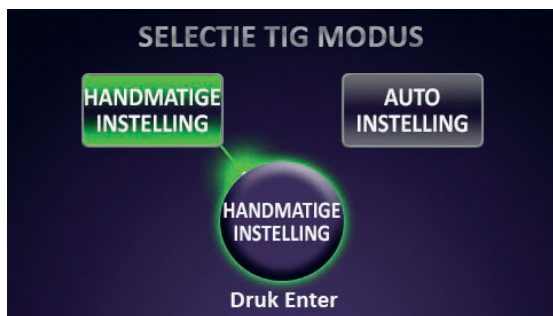 SELECTIE TIG MODUS
HANDMATIGE
INSTELLING
AUTO
INSTELLING
HANDMATIGE
INSTELLING
Druk Enter